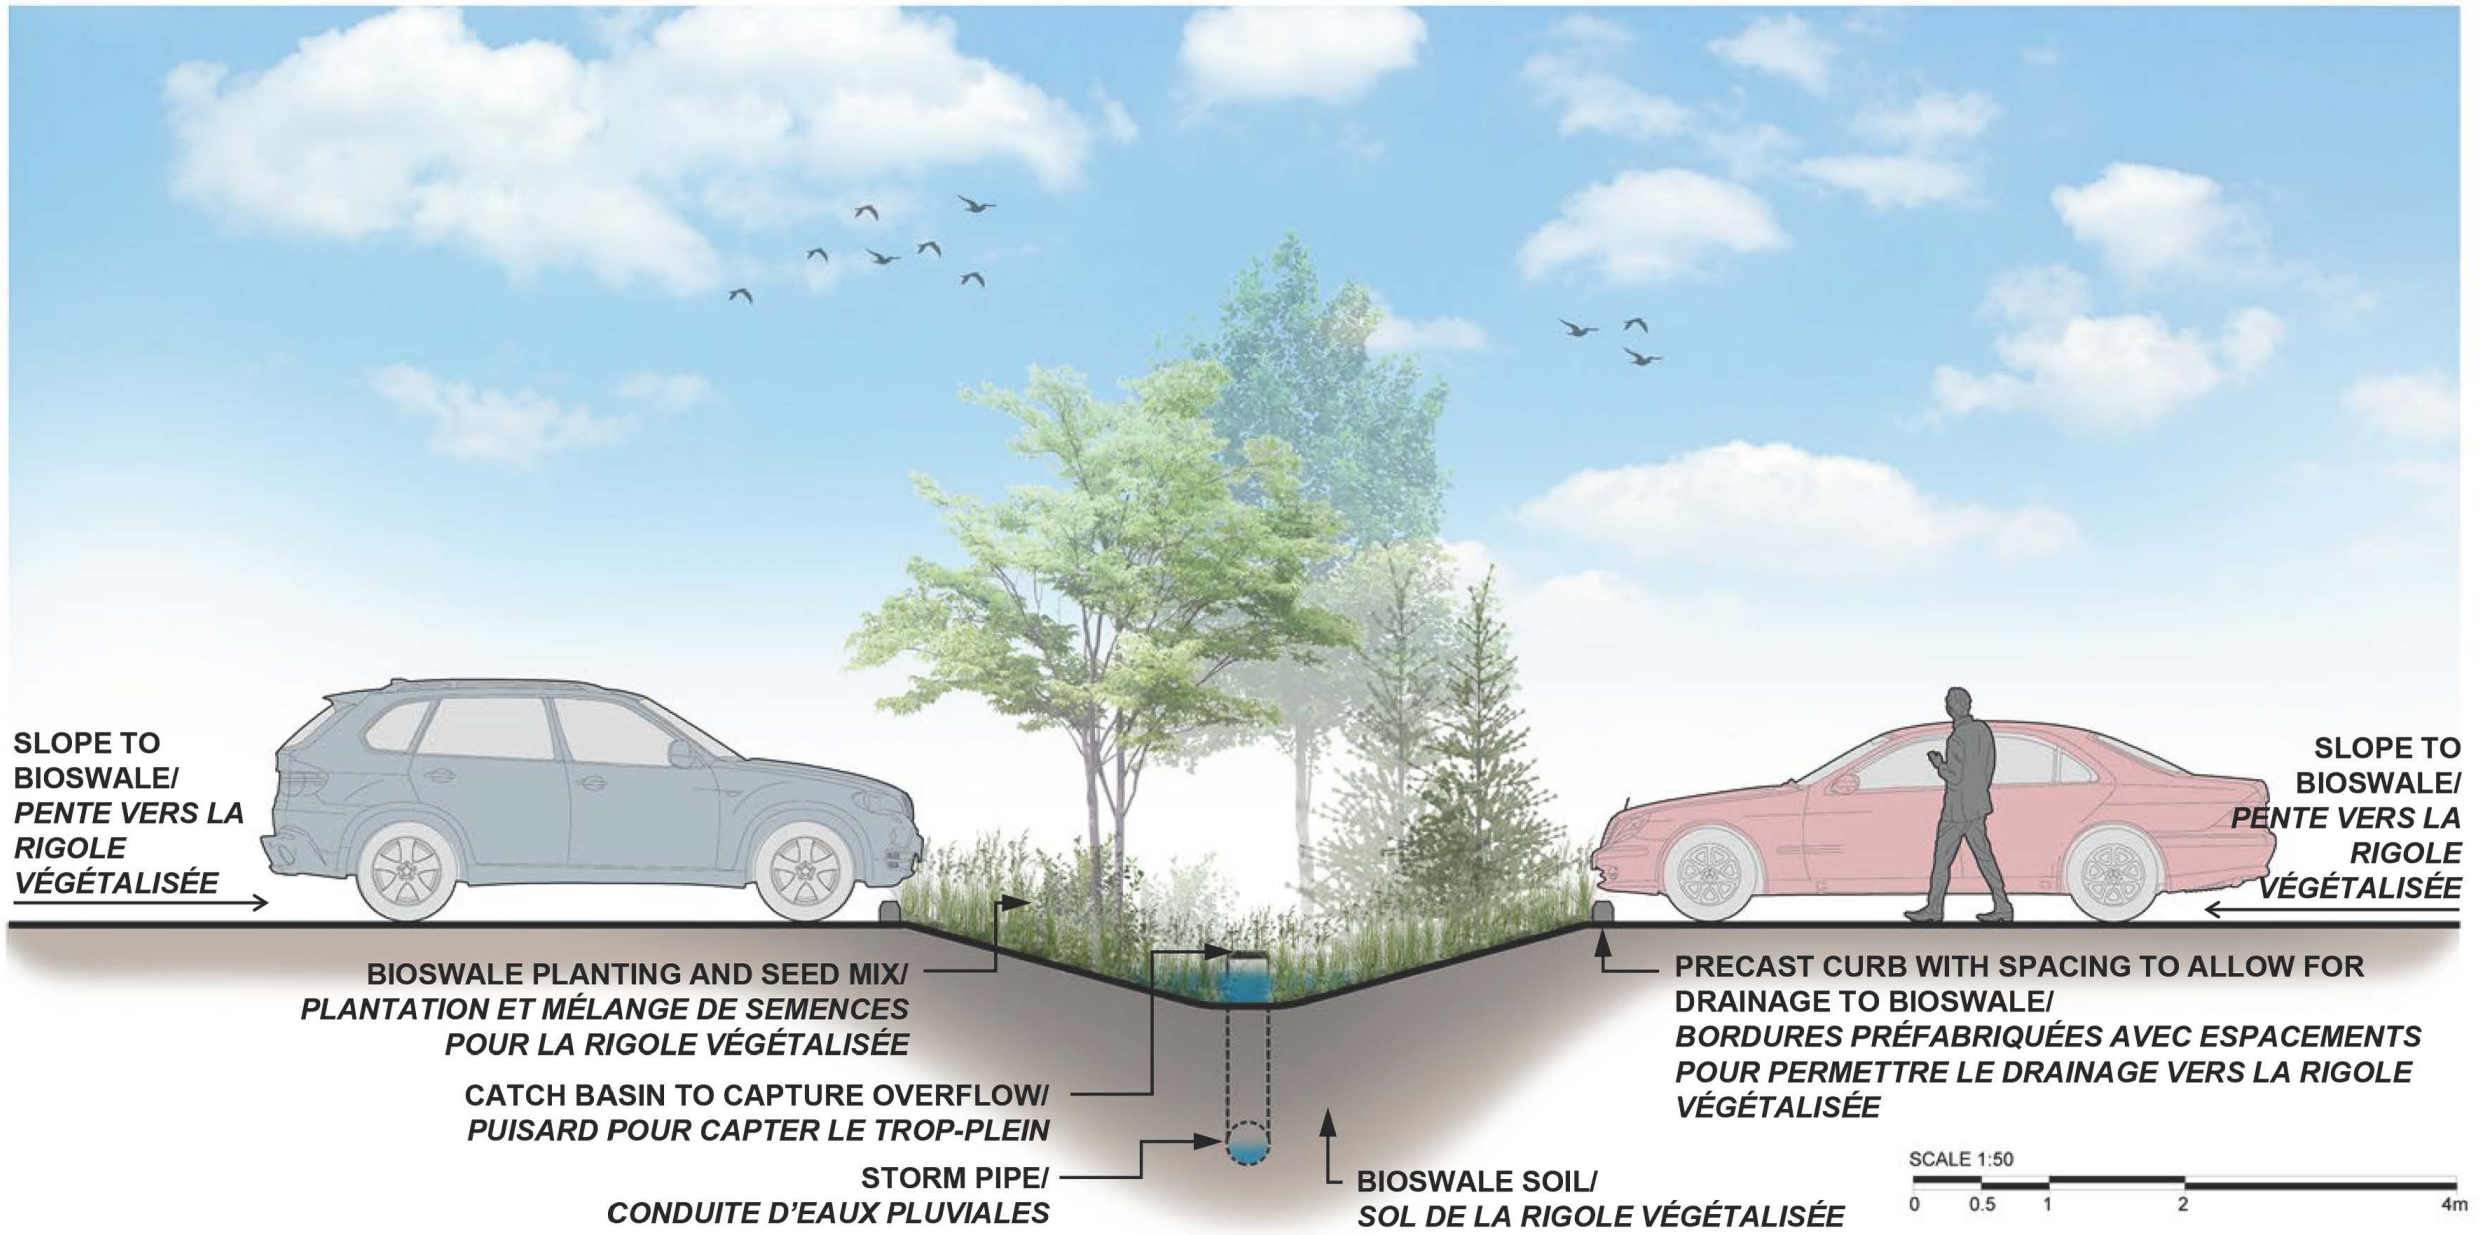 SLOPE TO
BIOSWALE/
PENTE VERS LA
RIGOLE
VÉGÉTALISÉE
SLOPE TO
BIOSWALE/
PENTE VERS LA
RIGOLE
VÉGÉTALISÉE
BIOSWALE PLANTING AND SEED MIX/
PLANTATION ET MÉLANGE DE SEMENCES
POUR LA RIGOLE VÉGÉTALISÉE
CATCH BASIN TO CAPTURE OVERFLOW/
PUISARD POUR CAPTER LE TROP-PLEIN
STORM PIPE/
CONDUITE D'EAUX PLUVIALES
PRECAST CURB WITH SPACING TO ALLOW FOR
DRAINAGE TO BIOSWALE/
BORDURES PRÉFABRIQUÉES AVEC ESPACEMENTS
POUR PERMETTRE LE DRAINAGE VERS LA RIGOLE
VÉGÉTALISÉE
BIOSWALE SOIL/
SOL DE LA RIGOLE VÉGÉTALISÉE
SCALE 1:50
0 0.5 1 2 4m